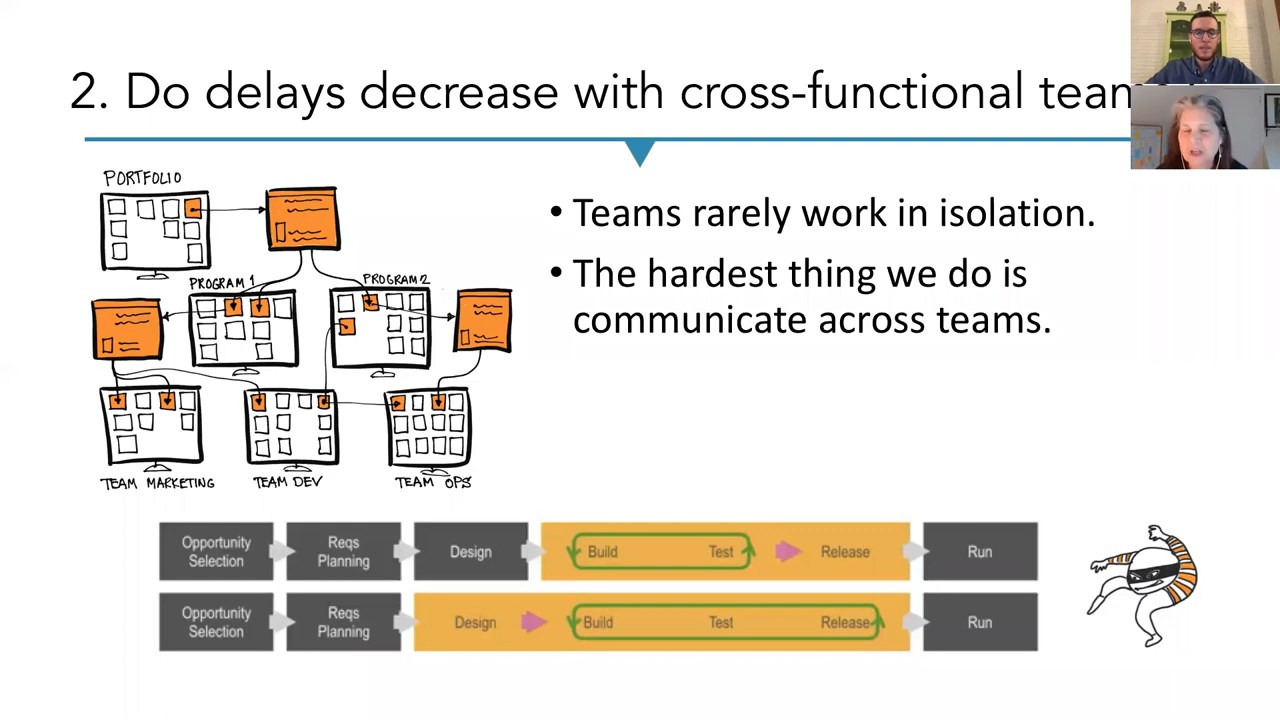 2. Do delays decrease with cross-functional team
PORTFOLIO
• Teams rarely work in isolation.
• The hardest thing we do is
communicate across teams.
PROGRAM 1
PROGRAM 2
TEAM MARKETING
TEAM DEV
TEAM OPS
Opportunity
Selection
Reqs
Planning
Design
Build
Test
Release
Run
Opportunity
Selection
Reqs
Planning
Design
Build
Test
Release
Run